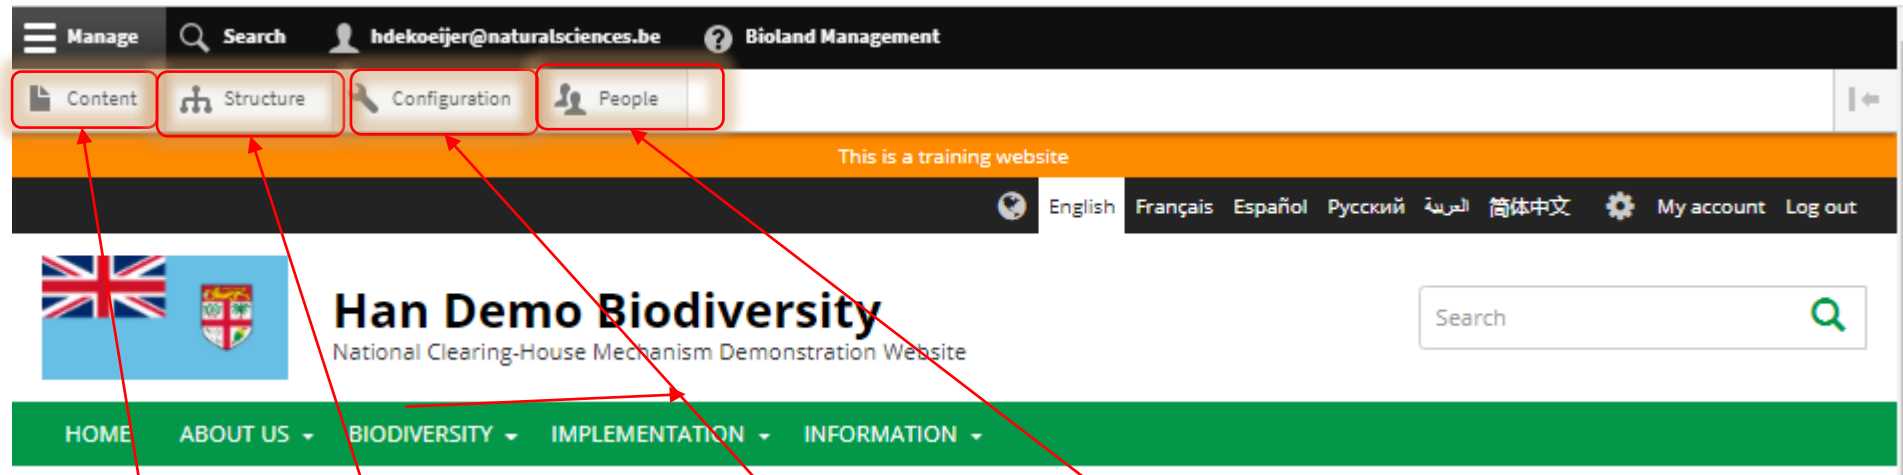 Manage Search hdekoeijer@naturalsciences.be Bioland Management
Content Structure Configuration People
This is a training website
English Français Español Русский العربية 简体中文 My account Log out
Han Demo Biodiversity
National Clearing-House Mechanism Demonstration Website
Search
HOME ABOUT US BIODIVERSITY IMPLEMENTATION INFORMATION